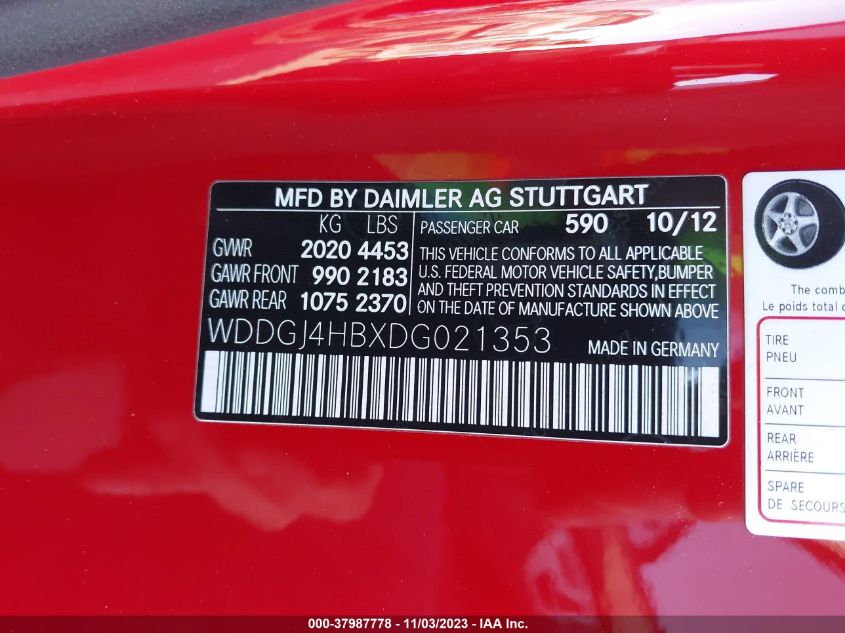 MFD BY DAIMLER AG STUTTGART
KG LBS
GVWR 2020 4453
GAWR FRONT 990 2183
GAWR REAR 1075 2370
PASSENGER CAR 590 10/12
THIS VEHICLE CONFORMS TO ALL APPLICABLE
U.S. FEDERAL MOTOR VEHICLE SAFETY,BUMPER
AND THEFT PREVENTION STANDARDS IN EFFECT
ON THE DATE OF MANUFACTURE SHOWN ABOVE
WDDGJ4HBXDG021353 MADE IN GERMANY
The comb
Le poids total
TIRE
PNEU
FRONT
AVANT
REAR
ARRIÈRE
SPARE
DE SECOURS
000-37987778 - 11/03/2023 - IAA Inc.